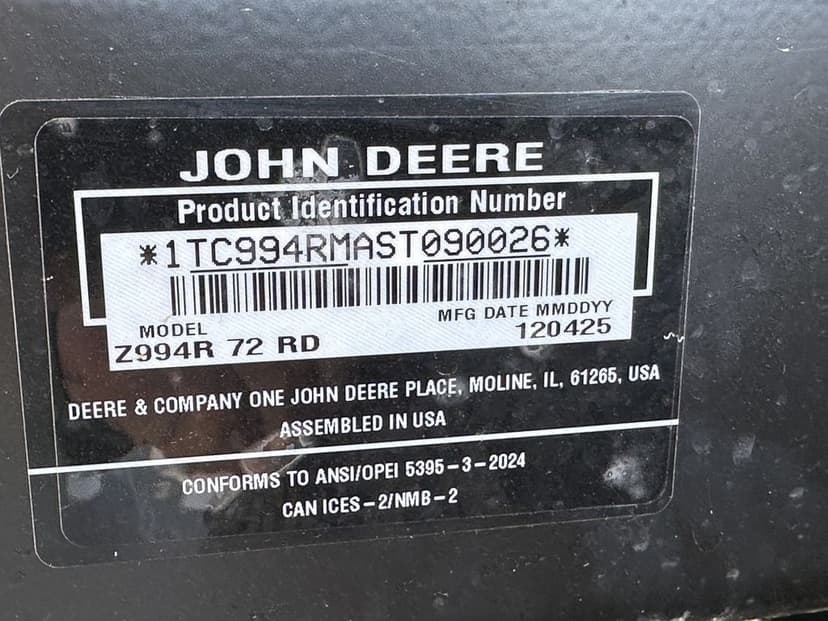 JOHN DEERE
Product Identification Number
*1TC994RMAST090026*
MODEL
MFG DATE MMDDYY
Z994R 72 RD
120425
DEERE & COMPANY ONE JOHN DEERE PLACE, MOLINE, IL, 61265, USA
ASSEMBLED IN USA
CONFORMS TO ANSI/OPEI 5395-3-2024
CAN ICES-2/NMB-2